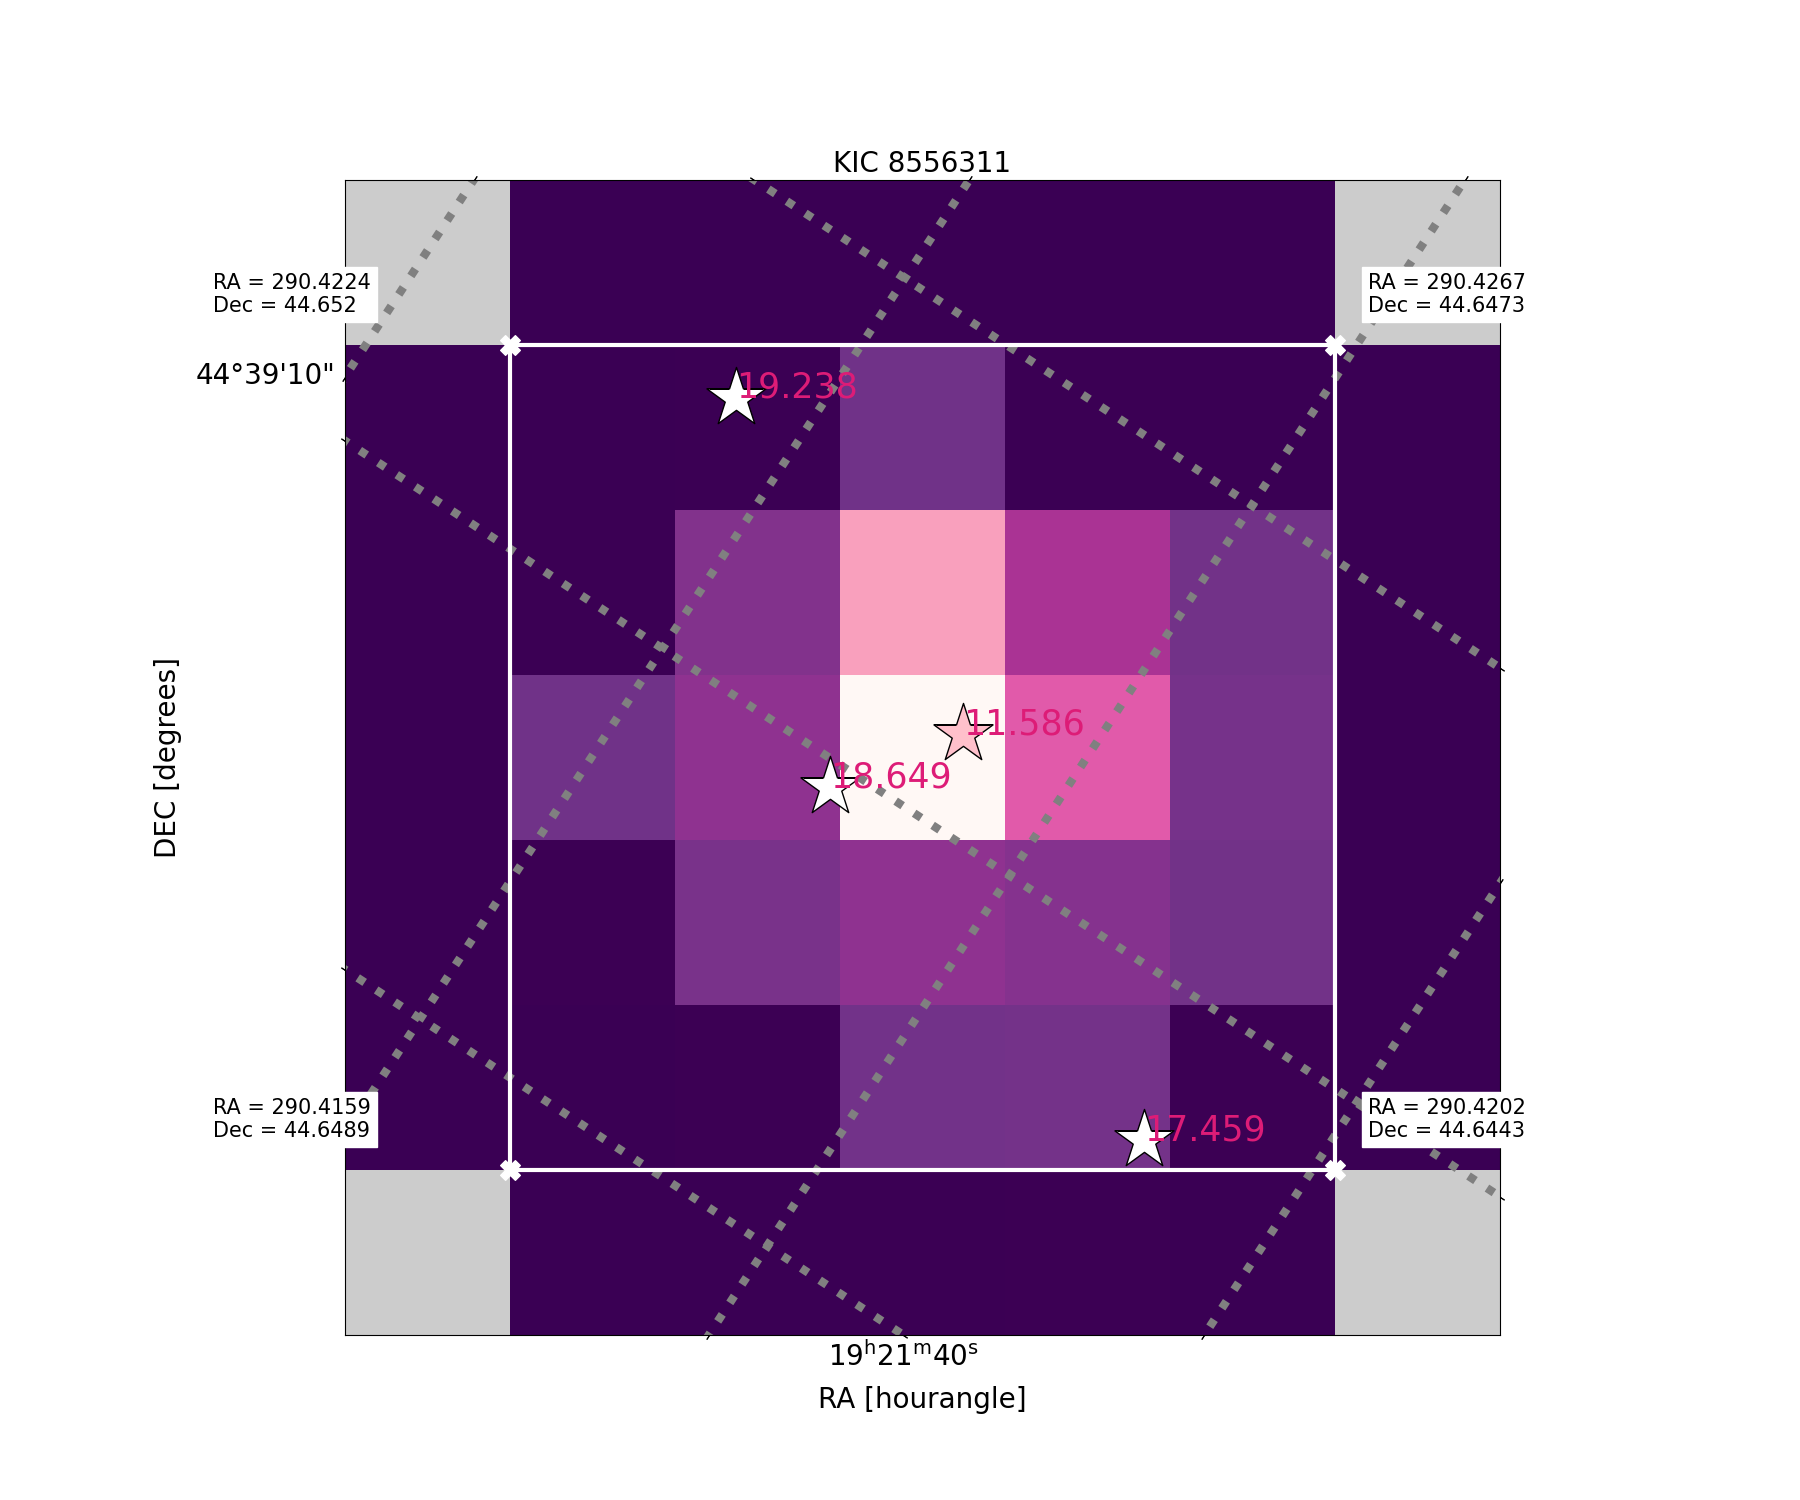 KIC 8556311
RA = 290.4224
Dec = 44.652
RA = 290.4267
Dec = 44.6473
44°39'10"
19.238
11.586
18.649
DEC [degrees]
RA = 290.4159
Dec = 44.6489
RA = 290.4202
Dec = 44.6443
17.459
19h21m40s
RA [hourangle]